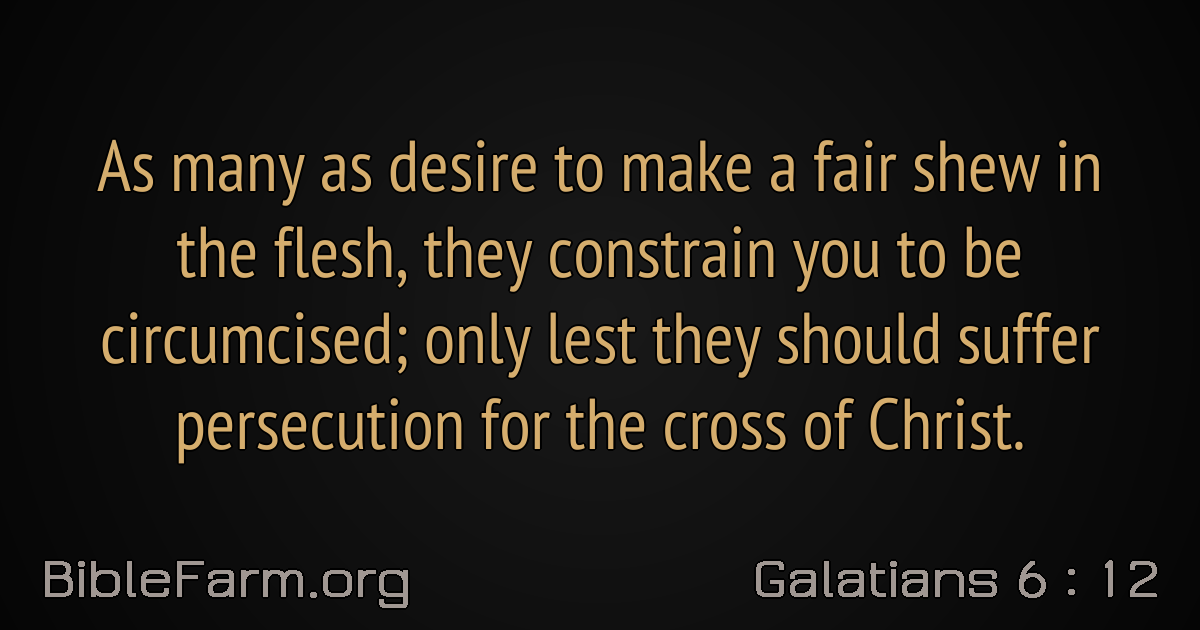 As many as desire to make a fair shew in
the flesh, they constrain you to be
circumcised; only lest they should suffer
persecution for the cross of Christ.
BibleFarm.org
Galatians 6 : 12